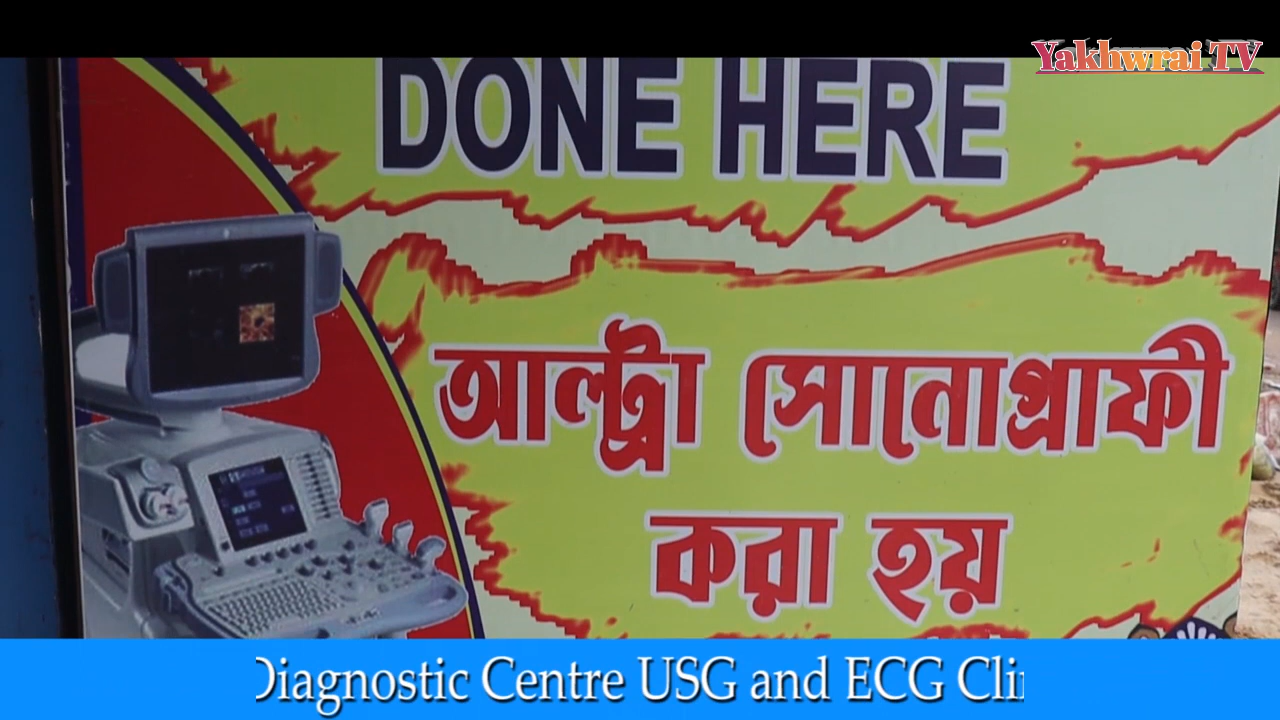 Yakhwrai TV
DONE HERE
আল্ট্রা সোনোগ্রাফী
করা হয়
Diagnostic Centre USG and ECG Cli